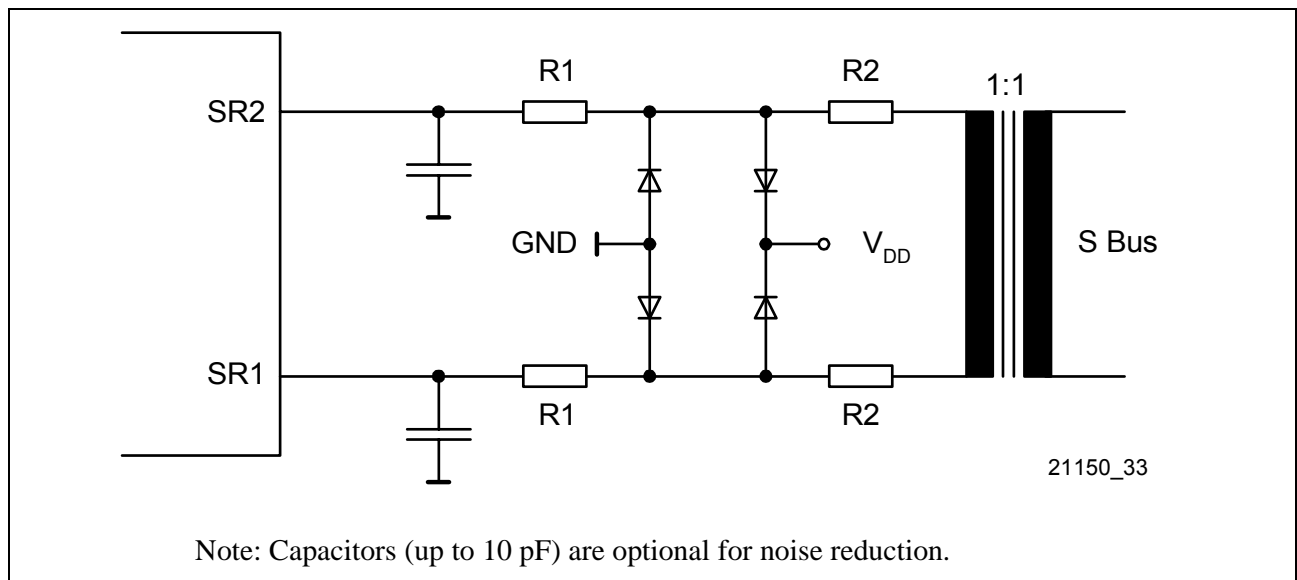 R1
R2
1:1
SR2
GND
VDD
S Bus
SR1
R1
R2
21150_33
Note: Capacitors (up to 10 pF) are optional for noise reduction.